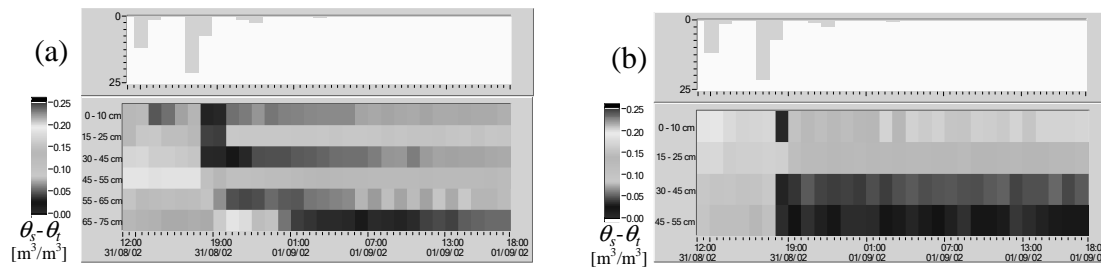 (a)
0
25
0.25
0.20
0.15
0.10
0.05
0.00
θs-θt
[m³/m³]
0 - 10 cm
15 - 25 cm
30 - 45 cm
45 - 55 cm
55 - 65 cm
65 - 75 cm
12:00 19:00 01:00 07:00 13:00 18:00
31/08/02 31/08/02 01/09/02 01/09/02 01/09/02 01/09/02
(b)
0
25
0.25
0.20
0.15
0.10
0.05
0.00
θs-θt
[m³/m³]
0 - 10 cm
15 - 25 cm
30 - 45 cm
45 - 55 cm
12:00 19:00 01:00 07:00 13:00 18:0
31/08/02 31/08/02 01/09/02 01/09/02 01/09/02 01/09/0